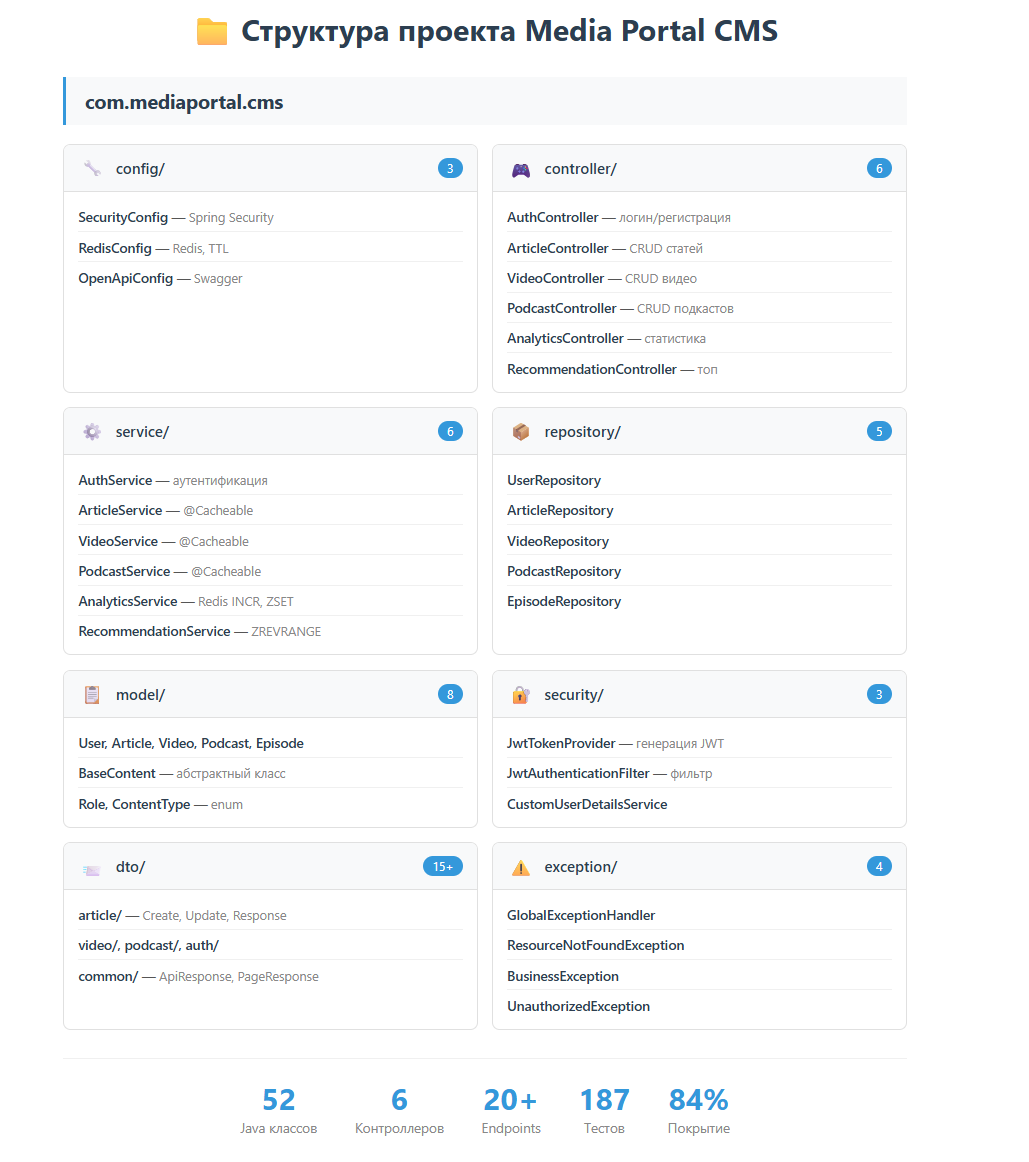 Структура проекта Media Portal CMS
com.mediaportal.cms
config/ 3
SecurityConfig — Spring Security
RedisConfig — Redis, TTL
OpenApiConfig — Swagger
controller/ 6
AuthController — логин/регистрация
ArticleController — CRUD статей
VideoController — CRUD видео
PodcastController — CRUD подкастов
AnalyticsController — статистика
RecommendationController — топ
service/ 6
AuthService — аутентификация
ArticleService — @Cacheable
VideoService — @Cacheable
PodcastService — @Cacheable
AnalyticsService — Redis INCR, ZSET
RecommendationService — ZREVRANGE
repository/ 5
UserRepository
ArticleRepository
VideoRepository
PodcastRepository
EpisodeRepository
model/ 8
User, Article, Video, Podcast, Episode
BaseContent — абстрактный класс
Role, ContentType — enum
security/ 3
JwtTokenProvider — генерация JWT
JwtAuthenticationFilter — фильтр
CustomUserDetailsService
dto/ 15+
article/ — Create, Update, Response
video/, podcast/, auth/
common/ — ApiResponse, PageResponse
exception/ 4
GlobalExceptionHandler
ResourceNotFoundException
BusinessException
UnauthorizedException
52 6 20+ 187 84%
Java классов Контроллеров Endpoints Тестов Покрытие